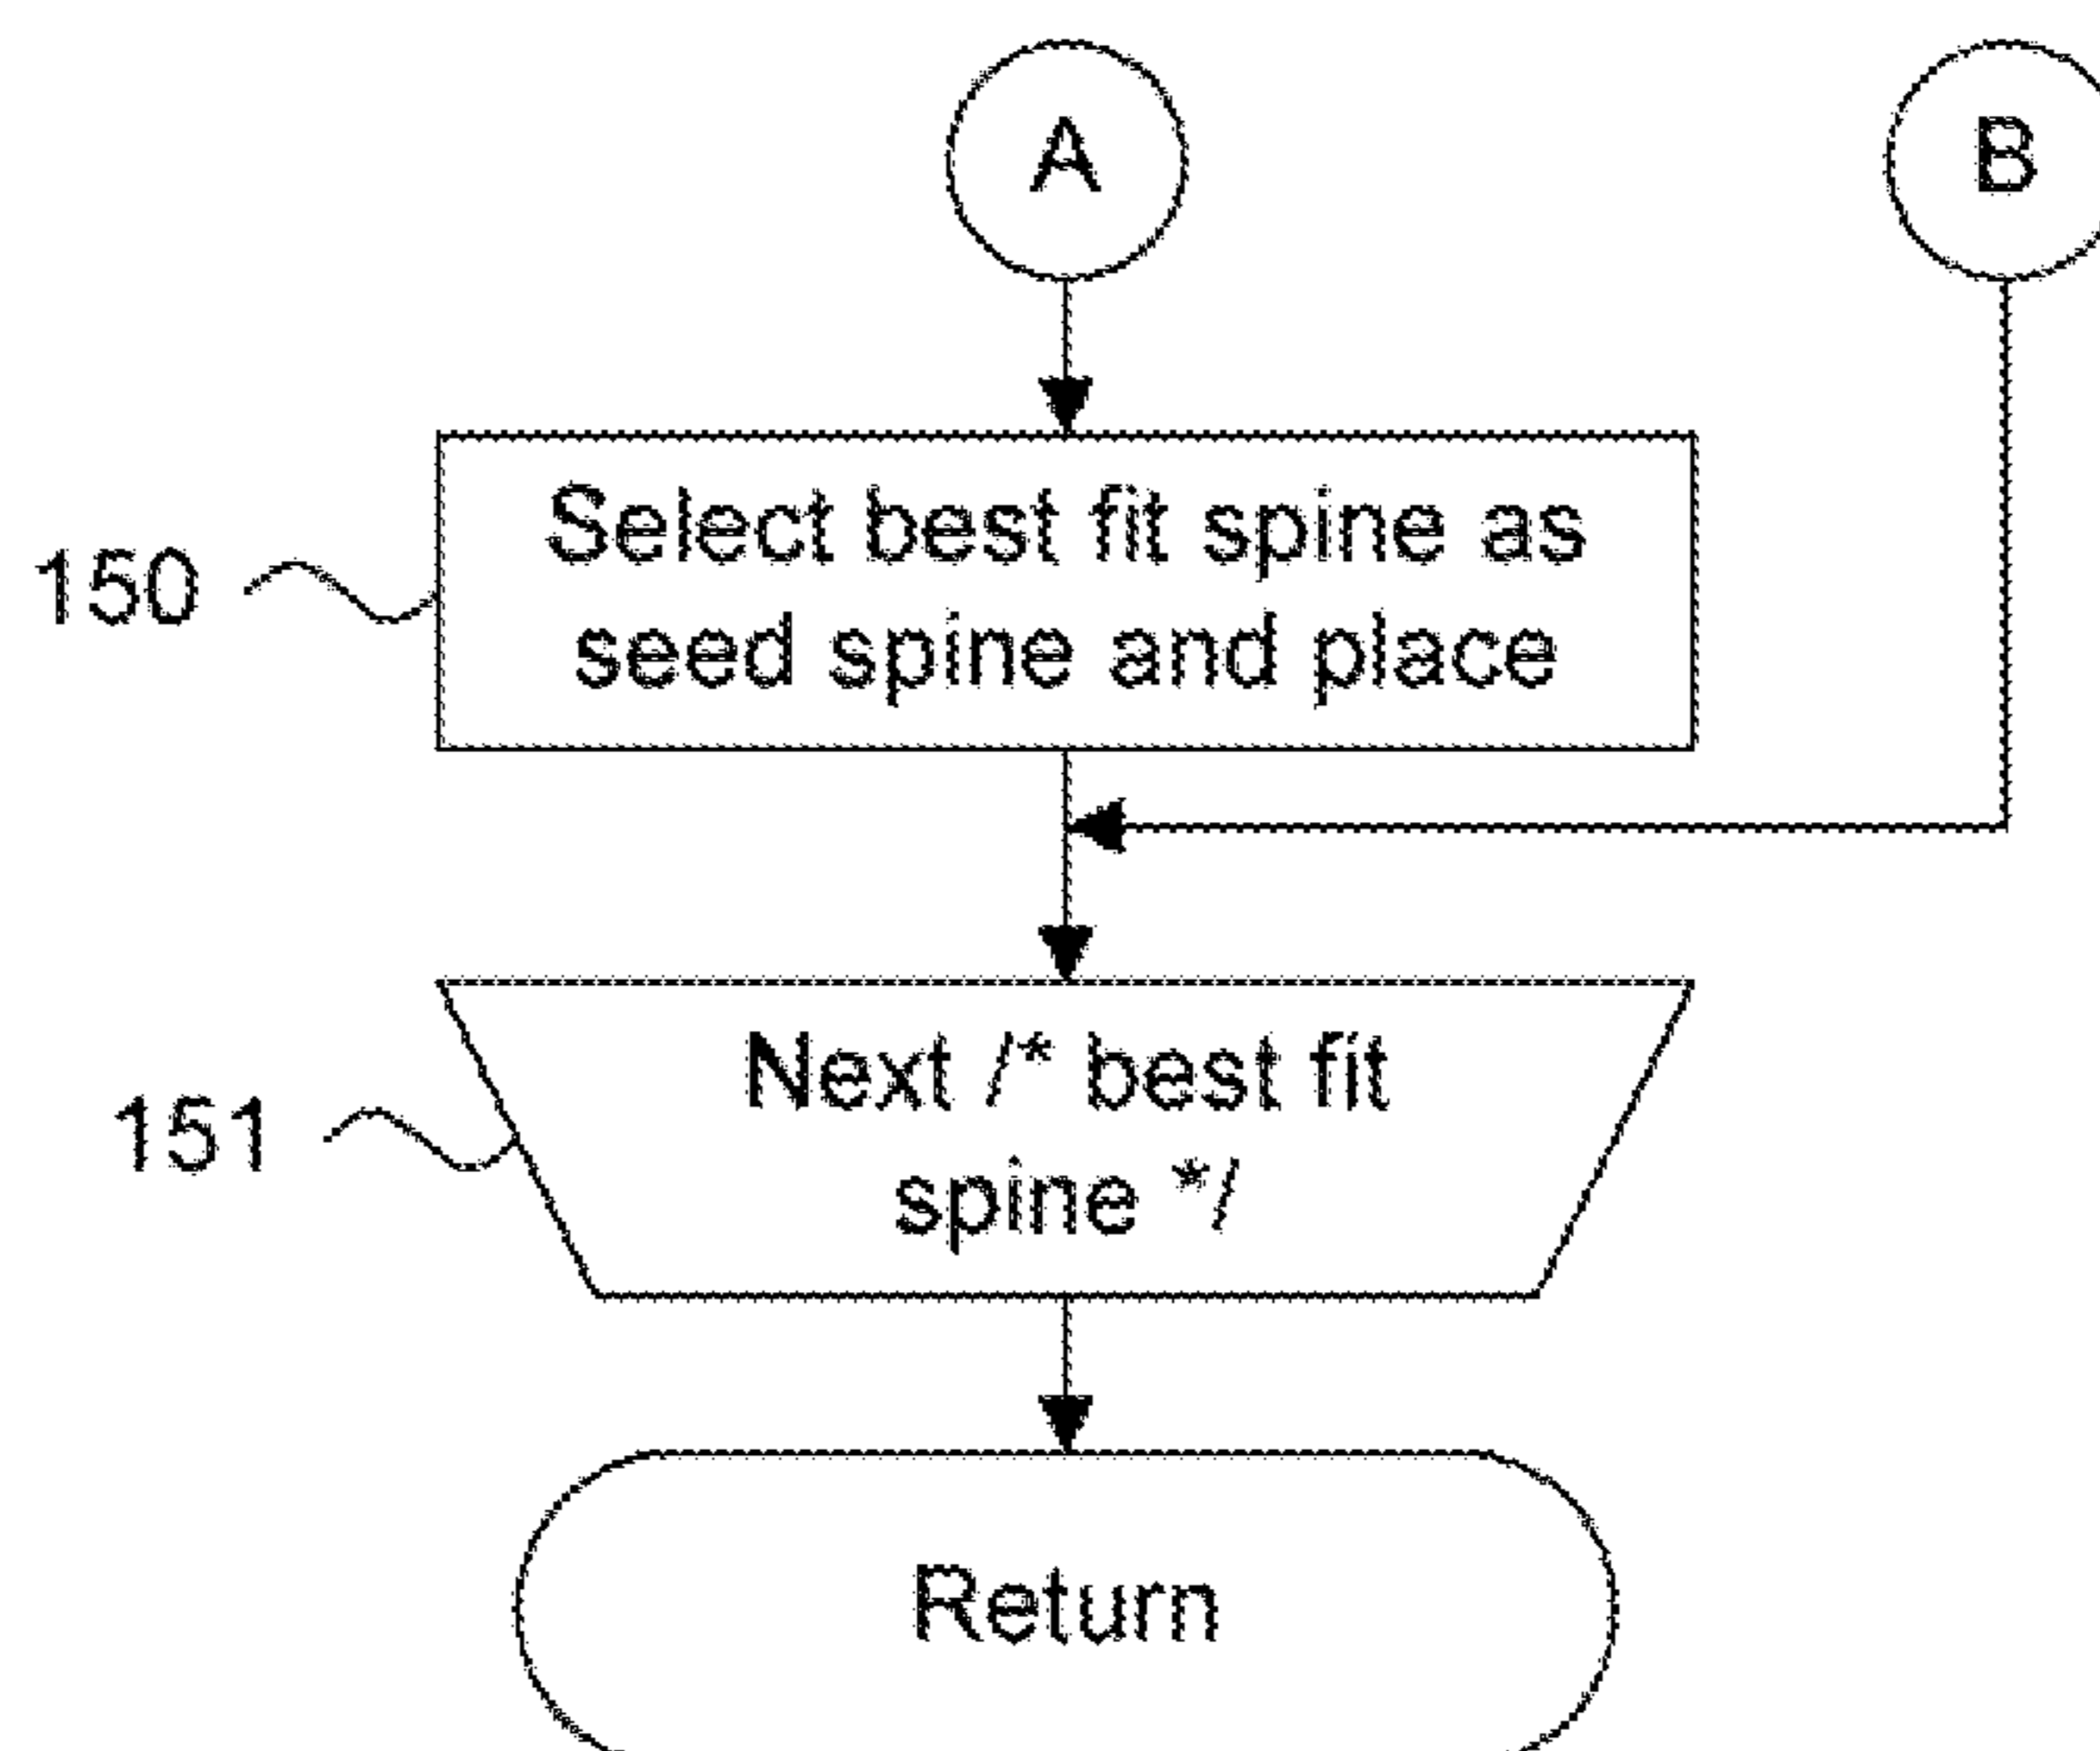 A
B
150
Select best fit spine as
seed spine and place
151
Next /* best fit
spine */
Return